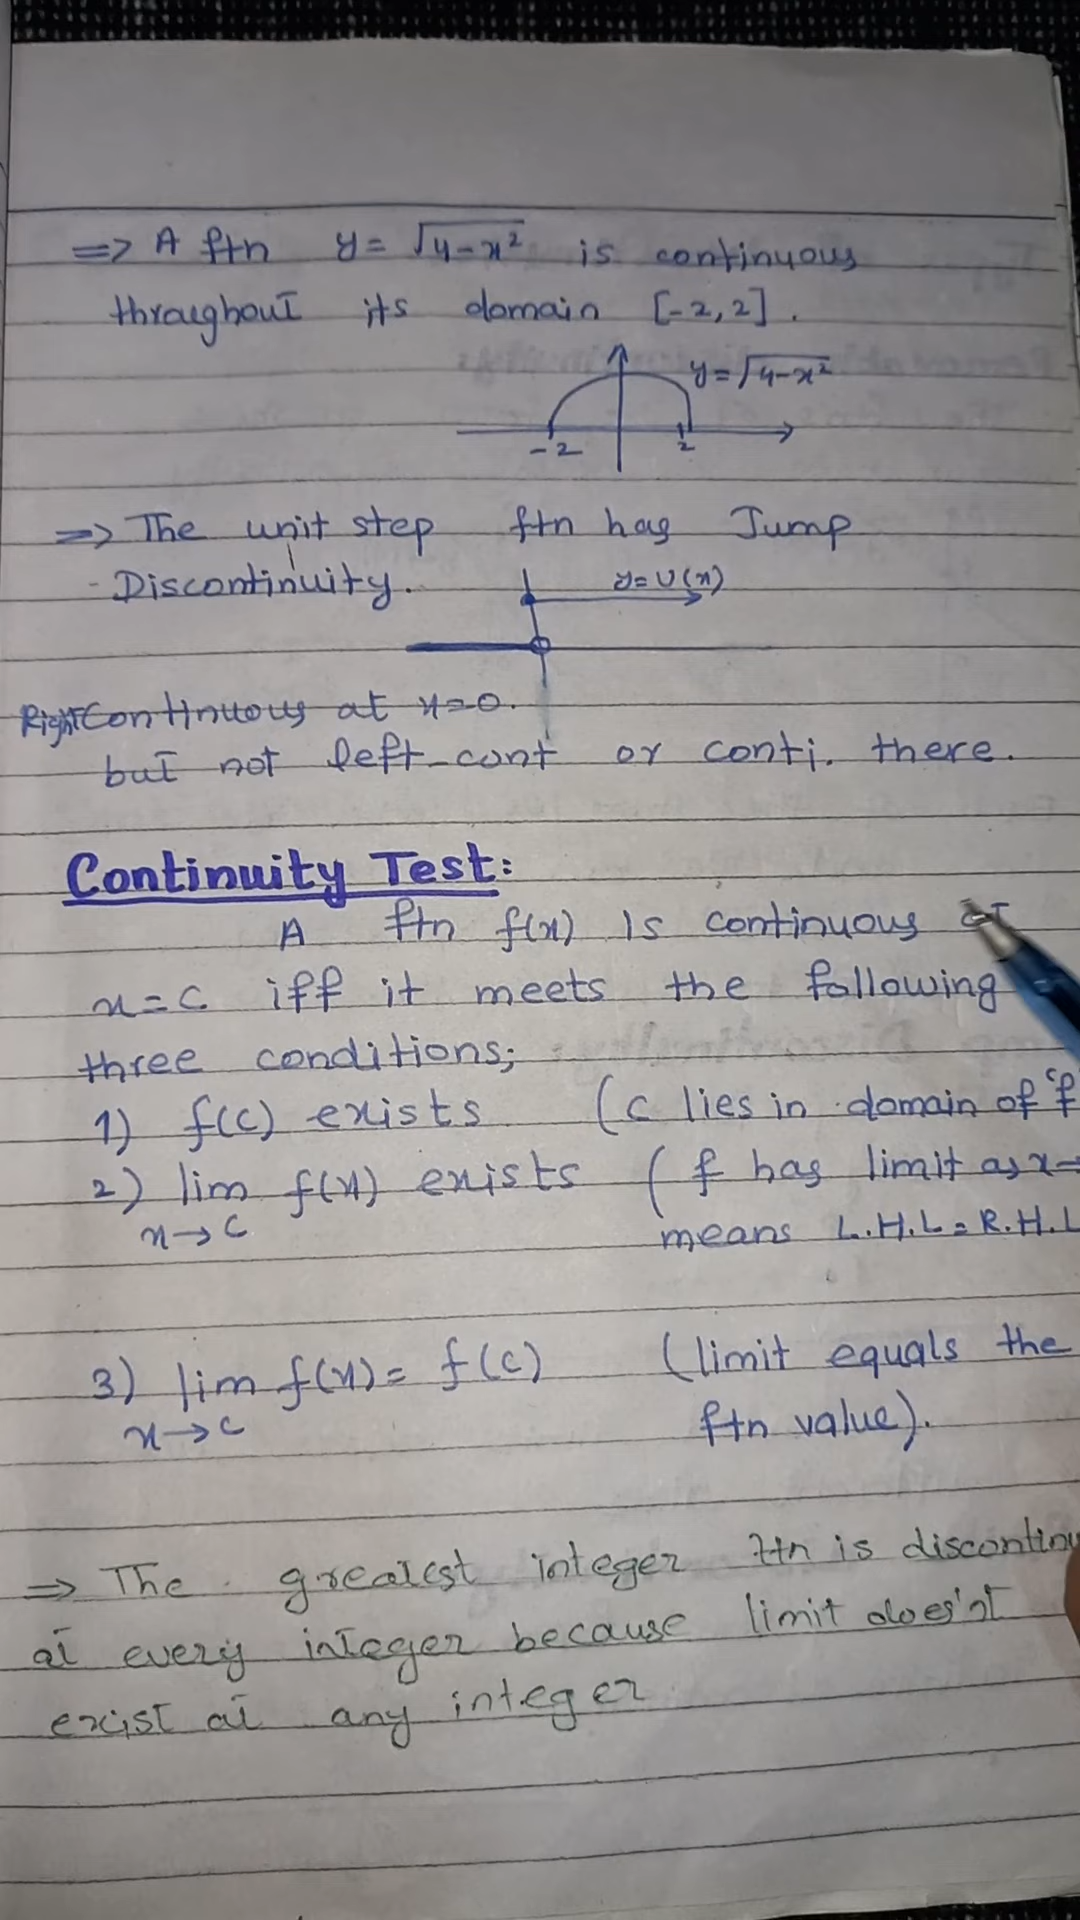 => A ftn y = √4-x² is continuous
throughout its domain [-2, 2].
y = √4-x²
-2 2
=> The unit step ftn has Jump
- Discontinuity.
y = U(x)
Right Continuous at x=0.
but not left-cont or conti. there.
Continuity Test:
A ftn f(x) is continuous at
x = c iff it meets the following
three conditions;
1) f(c) exists (c lies in domain of 'f'
2) lim f(x) exists ( f has limit as x→
x→c means L.H.L = R.H.L
3) lim f(x) = f(c) (limit equals the
x→c ftn value).
=> The greatest integer ftn is discontinu
at every integer because limit does'nt
exist at any integer